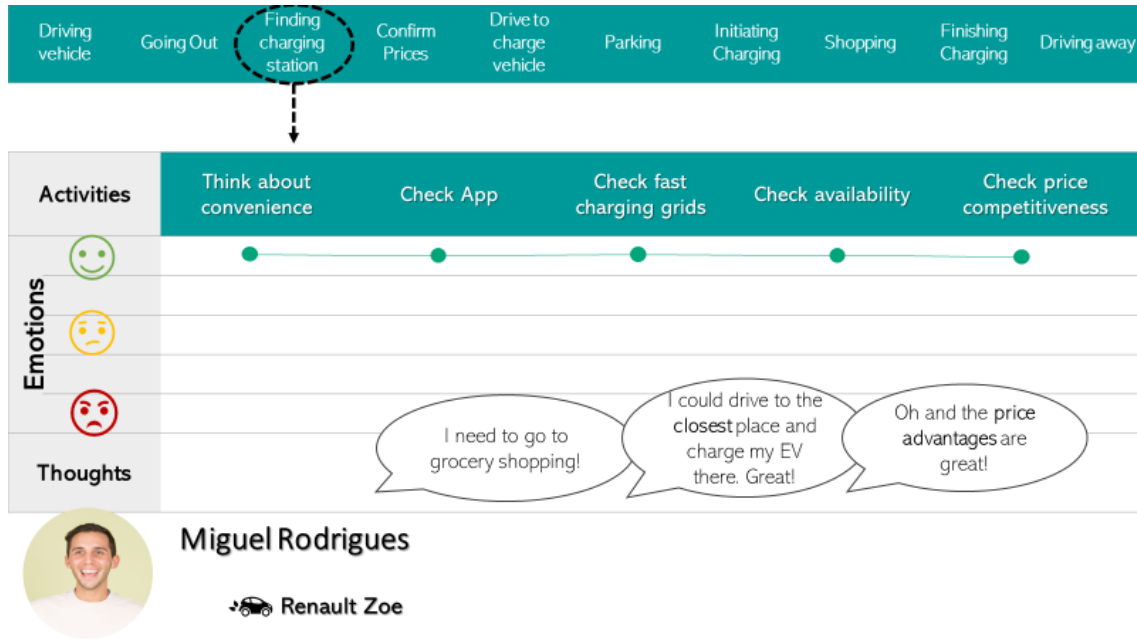 Driving
vehicle
Going Out
Finding
charging
station
Confirm
Prices
Drive to
charge
vehicle
Parking
Initiating
Charging
Shopping
Finishing
Charging
Driving away
Activities
Think about
convenience
Check App
Check fast
charging grids
Check availability
Check price
competitiveness
Emotions
Thoughts
I need to go to
grocery shopping!
I could drive to the
closest place and
charge my EV
there. Great!
Oh and the price
advantages are
great!
Miguel Rodrigues
Renault Zoe